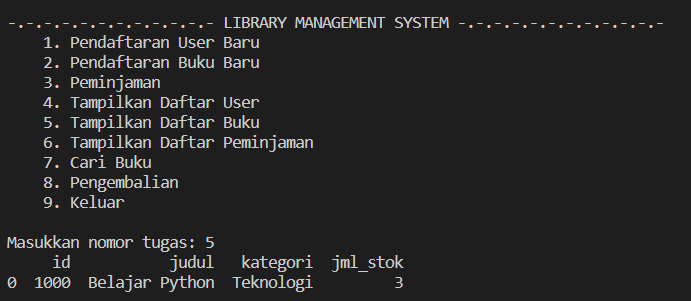 -.-.-.-.-.-.-.-.-.-.-.- LIBRARY MANAGEMENT SYSTEM -.-.-.-.-.-.-.-.-.-.-.-
1. Pendaftaran User Baru
2. Pendaftaran Buku Baru
3. Peminjaman
4. Tampilkan Daftar User
5. Tampilkan Daftar Buku
6. Tampilkan Daftar Peminjaman
7. Cari Buku
8. Pengembalian
9. Keluar
Masukkan nomor tugas: 5
id judul kategori jml_stok
0 1000 Belajar Python Teknologi 3